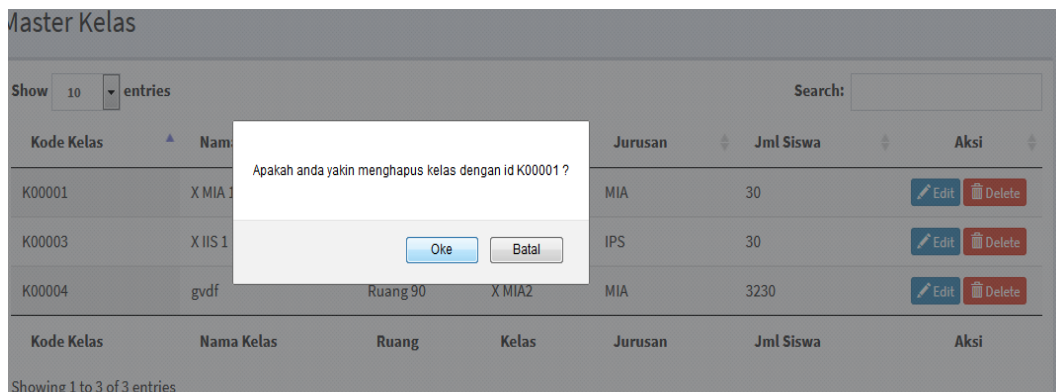 Master Kelas
Show 10 entries Search:
Kode Kelas Nam Jurusan Jml Siswa Aksi
Apakah anda yakin menghapus kelas dengan id K00001 ?
K00001 X MIA 1 MIA 30 Edit Delete
K00003 X IIS 1 IPS 30 Edit Delete
Oke Batal
K00004 gvdf Ruang 90 X MIA2 MIA 3230 Edit Delete
Kode Kelas Nama Kelas Ruang Kelas Jurusan Jml Siswa Aksi
Showing 1 to 3 of 3 entries